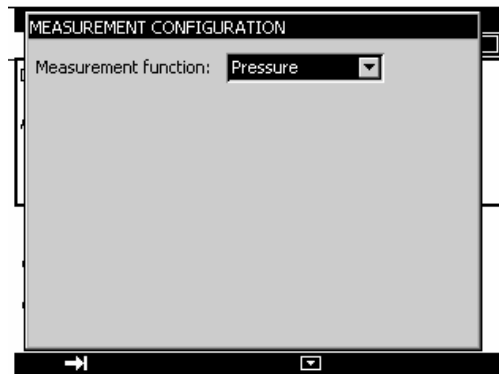 MEASUREMENT CONFIGURATION
Measurement function: Pressure